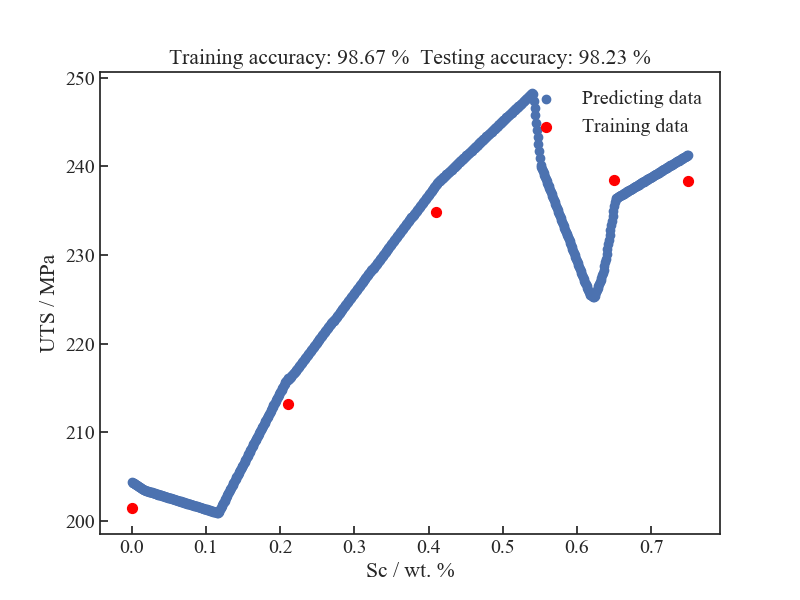 Training accuracy: 98.67 %  Testing accuracy: 98.23 %
250
240
230
220
210
200
UTS / MPa
Predicting data
Training data
0.0 0.1 0.2 0.3 0.4 0.5 0.6 0.7
Sc / wt. %